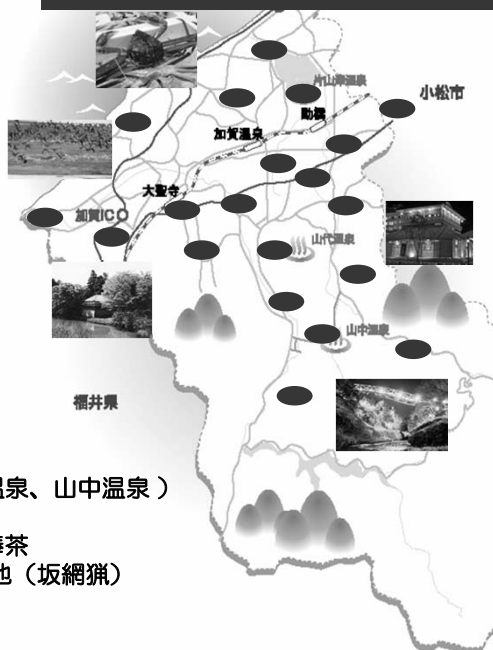 片山津温泉
小松市
動橋
加賀温泉
大聖寺
加賀IC
山代温泉
山中温泉
福井県
温泉、山中温泉 )
棒茶
也（坂網猟）